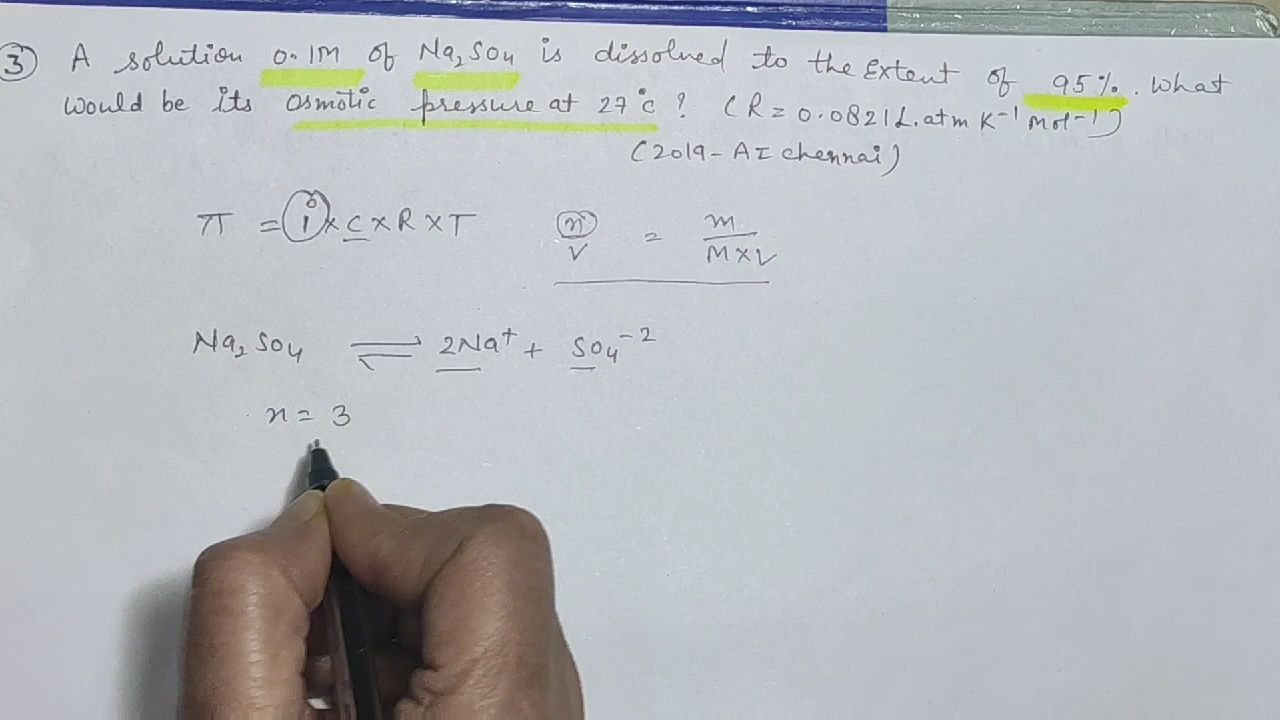 ③ A solution 0.1M of Na₂SO₄ is dissolved to the Extent of 95%. What
would be its osmotic pressure at 27°c ? (R = 0.0821L.atm K⁻¹ mol⁻¹)
(2019 - AI chennai)
π = i × C × R × T n/V = m/M×V
Na₂SO₄ ⇌ 2Na⁺ + SO₄⁻²
n = 3